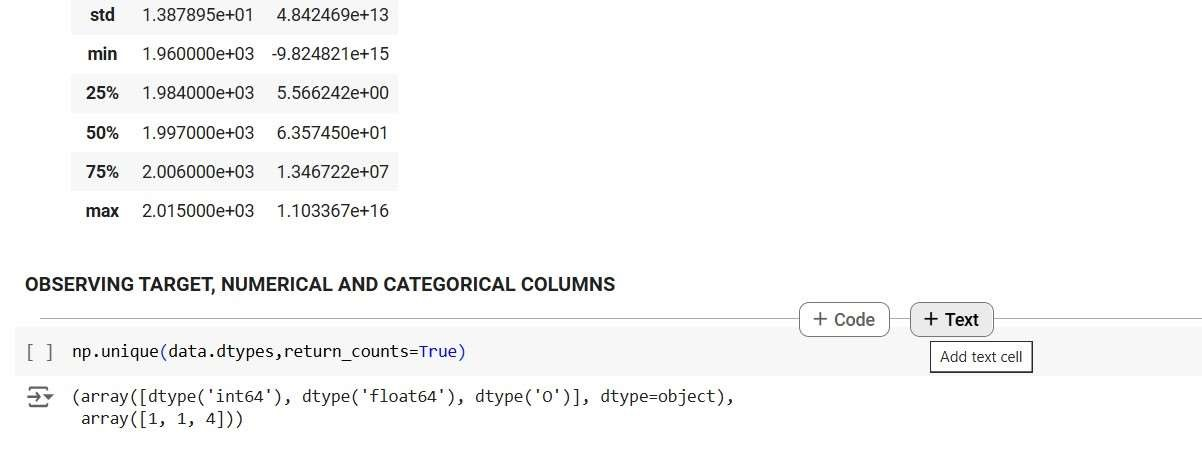 std 1.387895e+01 4.842469e+13
min 1.960000e+03 -9.824821e+15
25% 1.984000e+03 5.566242e+00
50% 1.997000e+03 6.357450e+01
75% 2.006000e+03 1.346722e+07
max 2.015000e+03 1.103367e+16
OBSERVING TARGET, NUMERICAL AND CATEGORICAL COLUMNS
+ Code + Text
[ ] np.unique(data.dtypes,return_counts=True)
Add text cell
(array([dtype('int64'), dtype('float64'), dtype('O')], dtype=object),
array([1, 1, 4]))